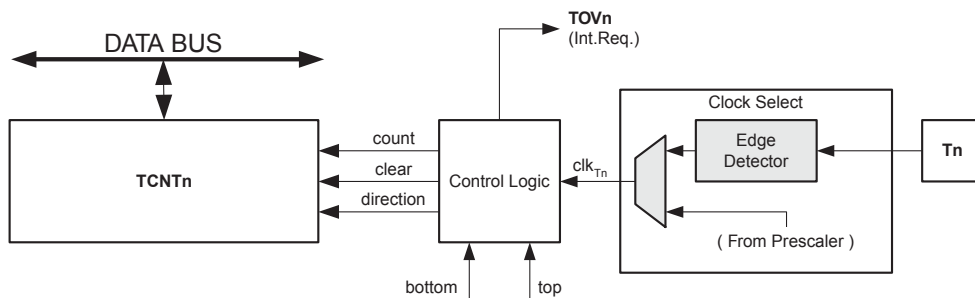 TOVn
(Int.Req.)
DATA BUS
Clock Select
count
Edge
Detector
Tn
TCNTn
clear
Control Logic
clkTn
direction
( From Prescaler )
bottom
top